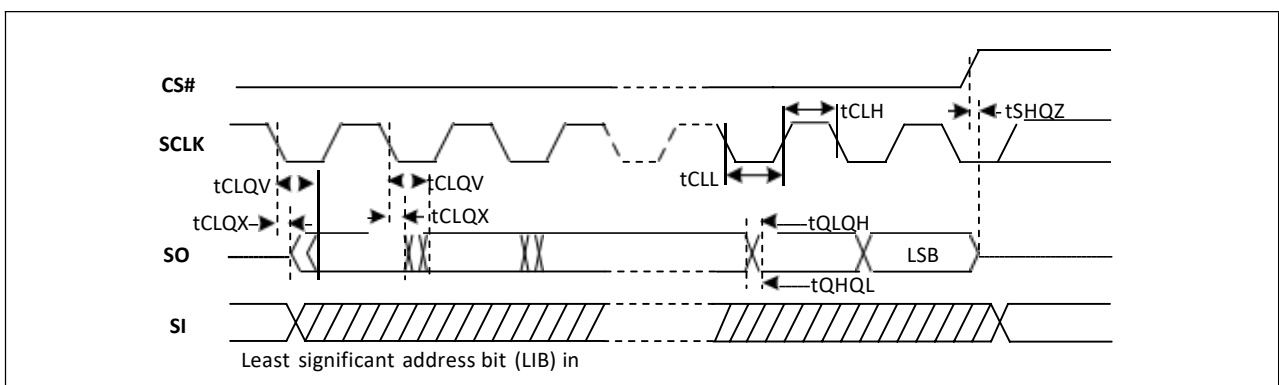 CS#
tCLH
tSHQZ
SCLK
tCLQV
tCLQV
tCLL
tCLQX
tCLQX
tQLQH
SO
LSB
tQHQL
SI
Least significant address bit (LIB) in